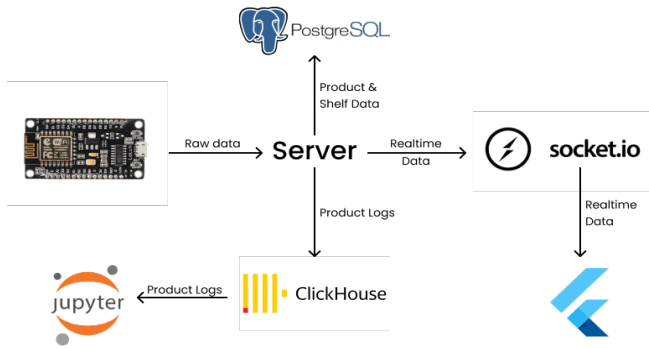 PostgreSQL
Product &
Shelf Data
Raw data
Server
Realtime
Data
socket.io
Product Logs
Realtime
Data
jupyter
Product Logs
ClickHouse